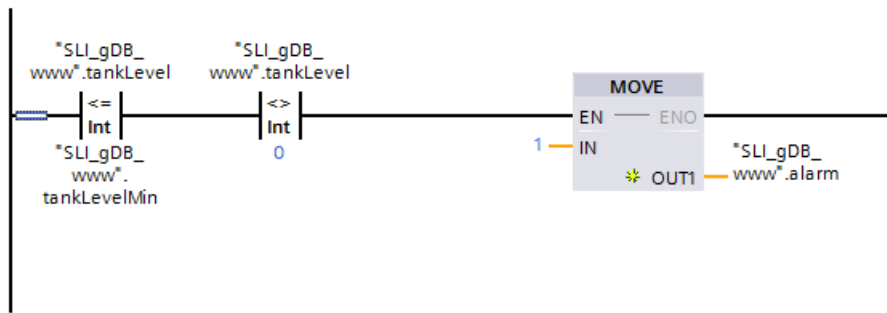 "SLI_gDB_
www".tankLevel
<=
Int
"SLI_gDB_
www".
tankLevelMin
"SLI_gDB_
www".tankLevel
<>
Int
0
MOVE
EN
ENO
1
IN
OUT1
"SLI_gDB_
www".alarm